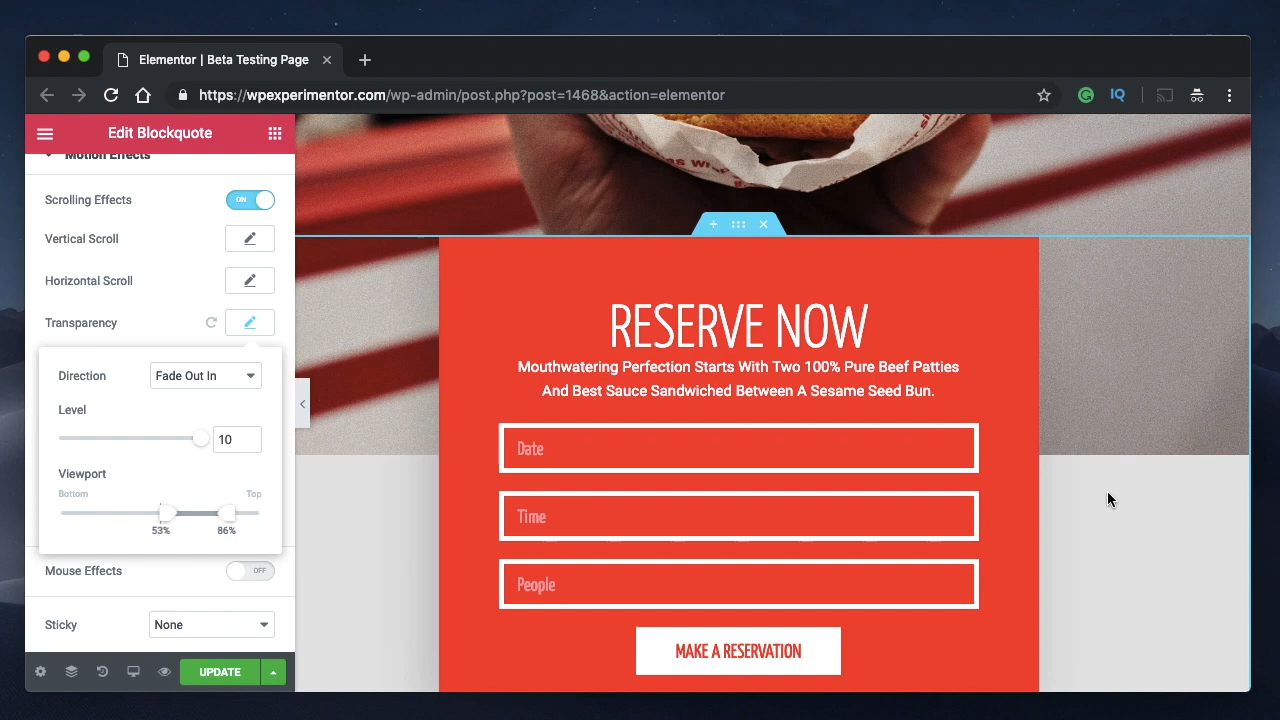 Elementor | Beta Testing Page
https://wpexperimentor.com/wp-admin/post.php?post=1468&action=elementor
IQ
Edit Blockquote
Motion Effects
Scrolling Effects
ON
Vertical Scroll
Horizontal Scroll
Transparency
Direction
Fade Out In
Level
10
Viewport
Bottom
Top
53%
86%
Mouse Effects
OFF
Sticky
None
UPDATE
RESERVE NOW
Mouthwatering Perfection Starts With Two 100% Pure Beef Patties
And Best Sauce Sandwiched Between A Sesame Seed Bun.
Date
Time
People
MAKE A RESERVATION